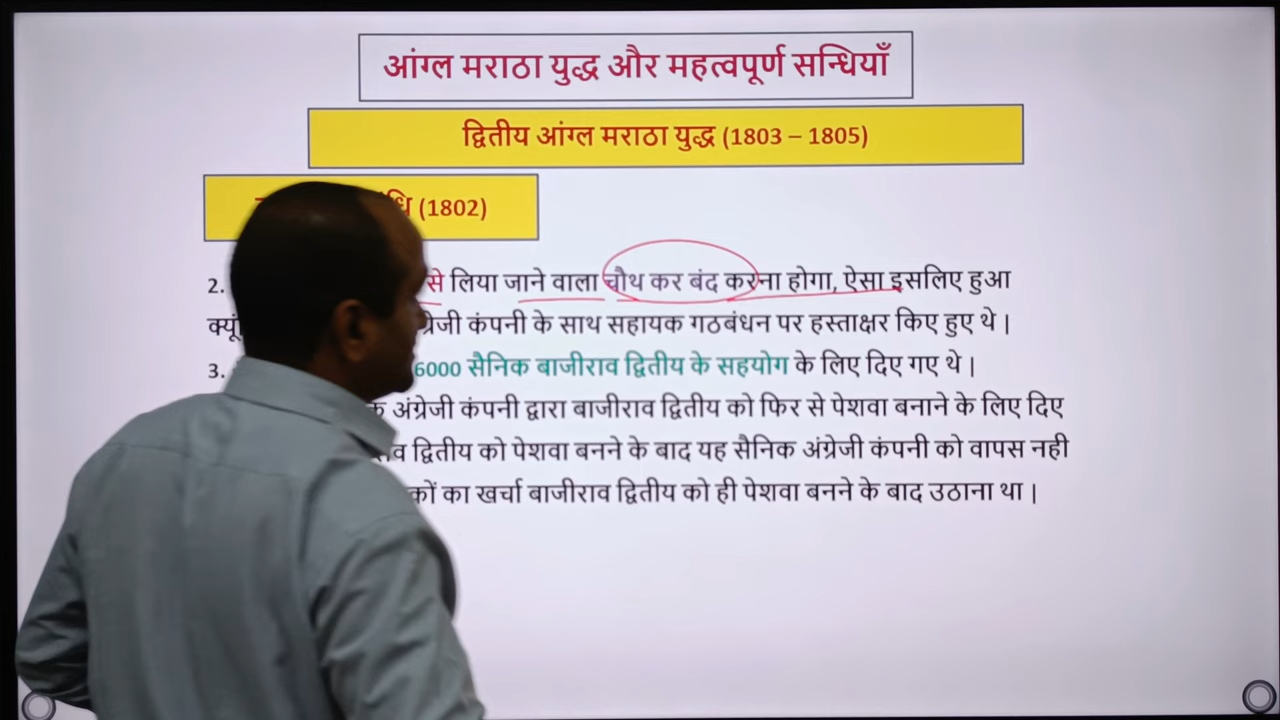 आंग्ल मराठा युद्ध और महत्वपूर्ण सन्धियाँ
द्वितीय आंग्ल मराठा युद्ध (1803 – 1805)
(1802)
2. से लिया जाने वाला चौथ कर बंद करना होगा, ऐसा इसलिए हुआ
कंपनी के साथ सहायक गठबंधन पर हस्ताक्षर किए हुए थे |
3. 6000 सैनिक बाजीराव द्वितीय के सहयोग के लिए दिए गए थे |
अंग्रेजी कंपनी द्वारा बाजीराव द्वितीय को फिर से पेशवा बनाने के लिए दिए
द्वितीय को पेशवा बनने के बाद यह सैनिक अंग्रेजी कंपनी को वापस नही
का खर्चा बाजीराव द्वितीय को ही पेशवा बनने के बाद उठाना था |